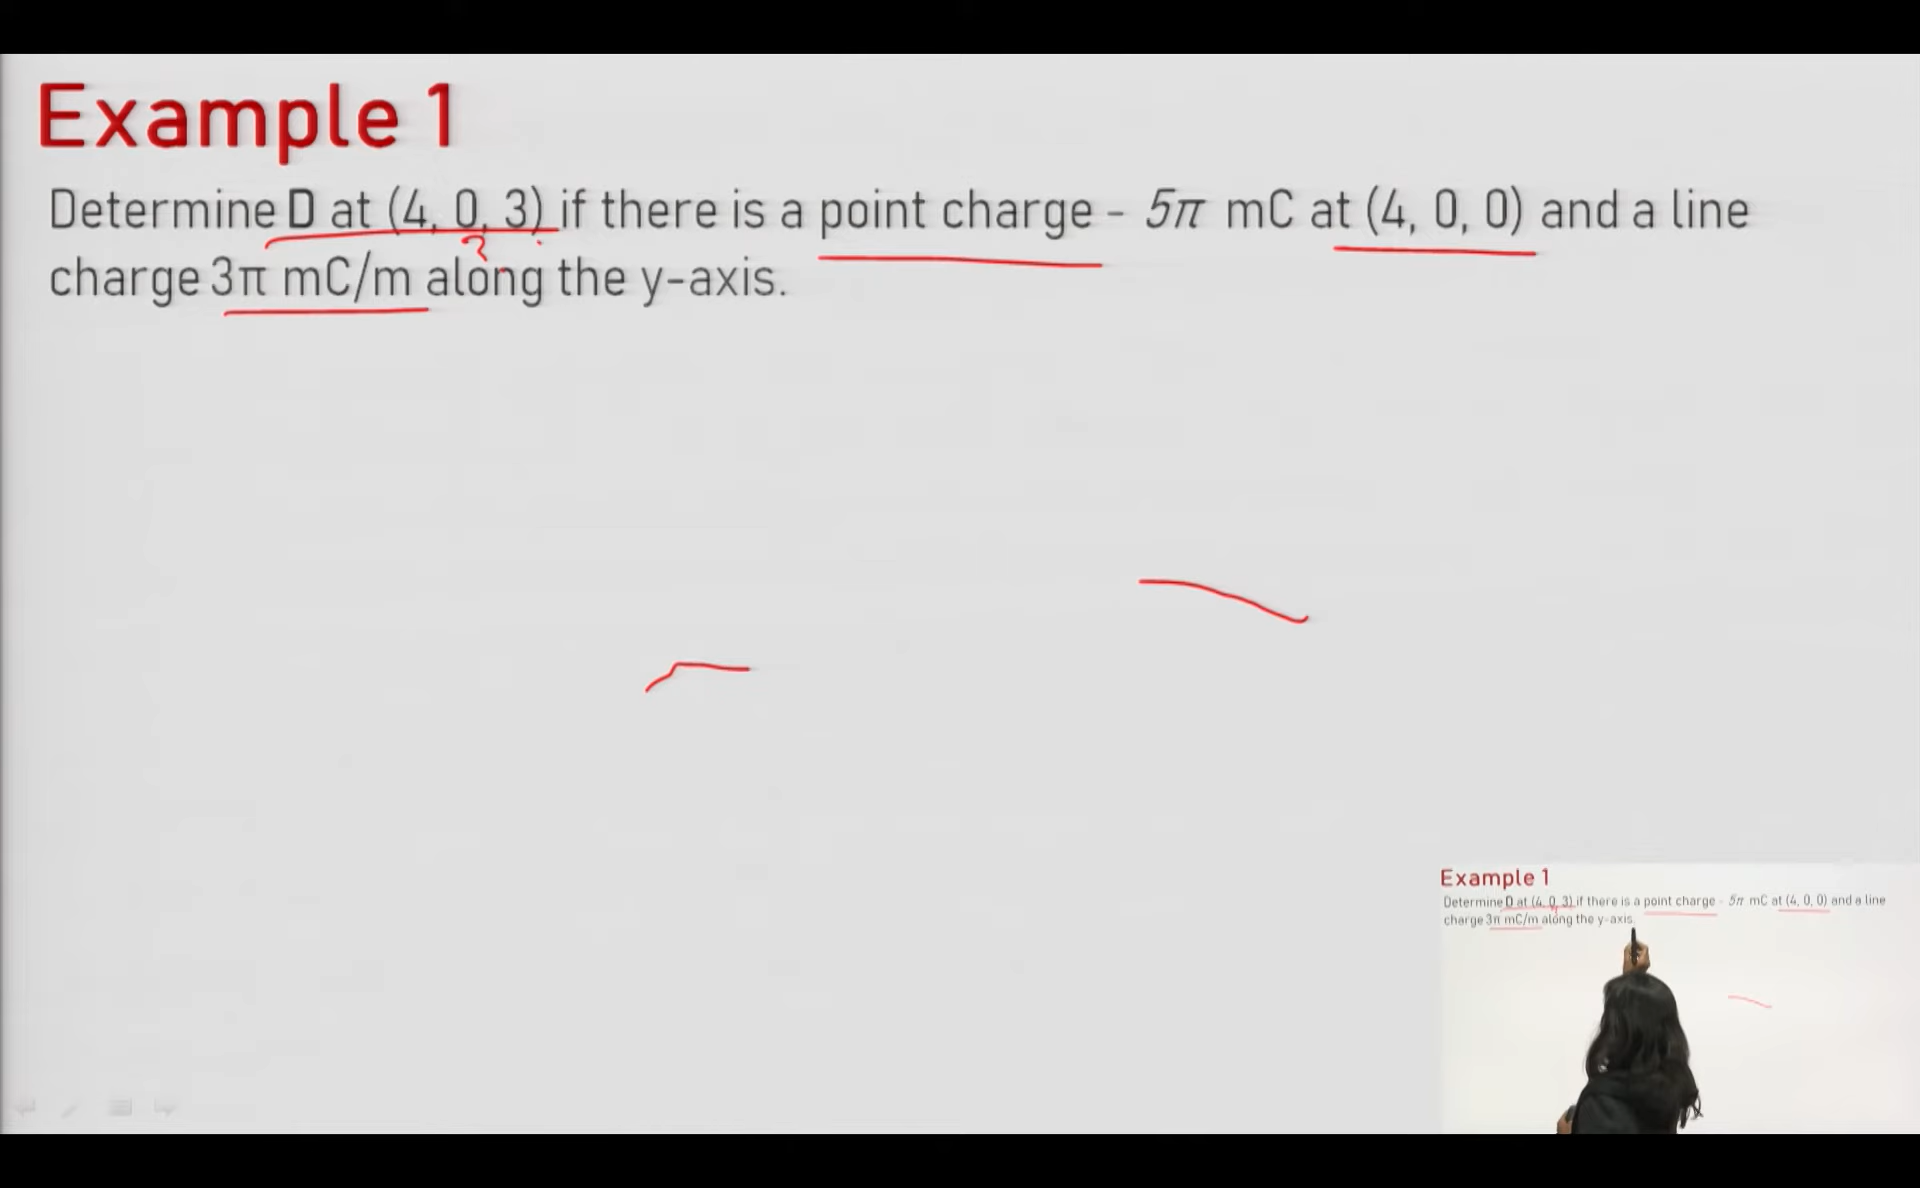 Example 1
Determine D at (4, 0, 3) if there is a point charge - 5π mC at (4, 0, 0) and a line
?
charge 3π mC/m along the y-axis.
Example 1
Determine D at (4, 0, 3) if there is a point charge - 5π mC at (4, 0, 0) and a line
charge 3π mC/m along the y-axis.